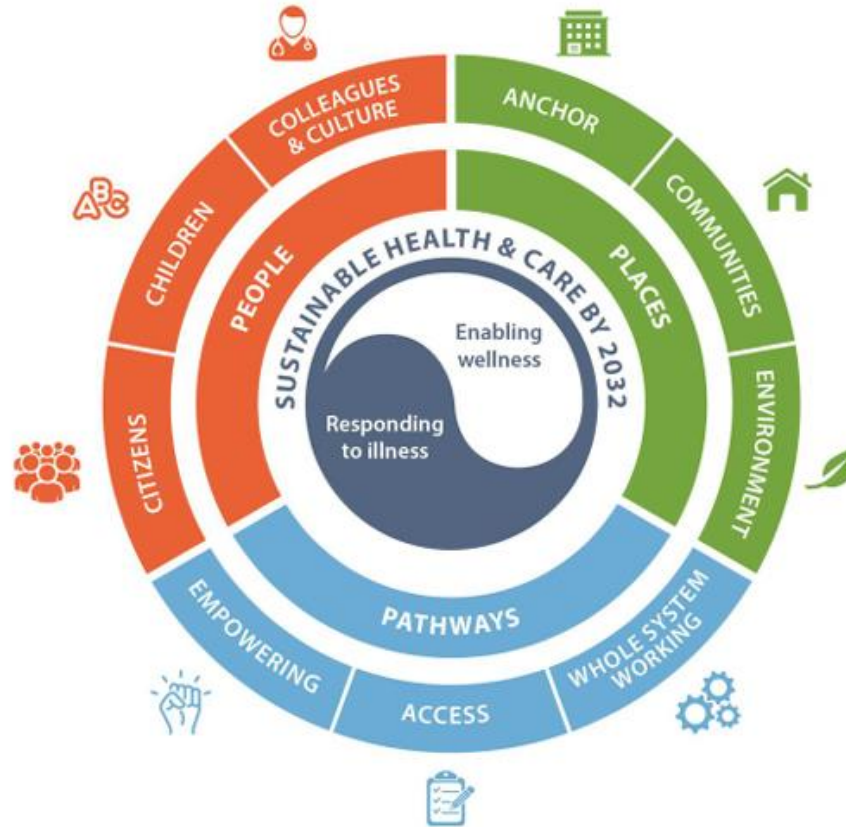 COLLEAGUES
& CULTURE
ANCHOR
COMMUNITIES
ENVIRONMENT
WHOLE SYSTEM
WORKING
ACCESS
EMPOWERING
CITIZENS
CHILDREN
ABC
PEOPLE
PLACES
PATHWAYS
SUSTAINABLE HEALTH & CARE BY 2032
Enabling
wellness
Responding
to illness